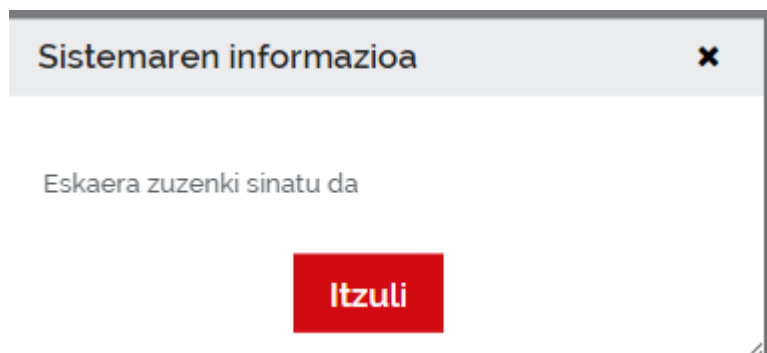 Sistemaren informazioa
Eskaera zuzenki sinatu da
Itzuli